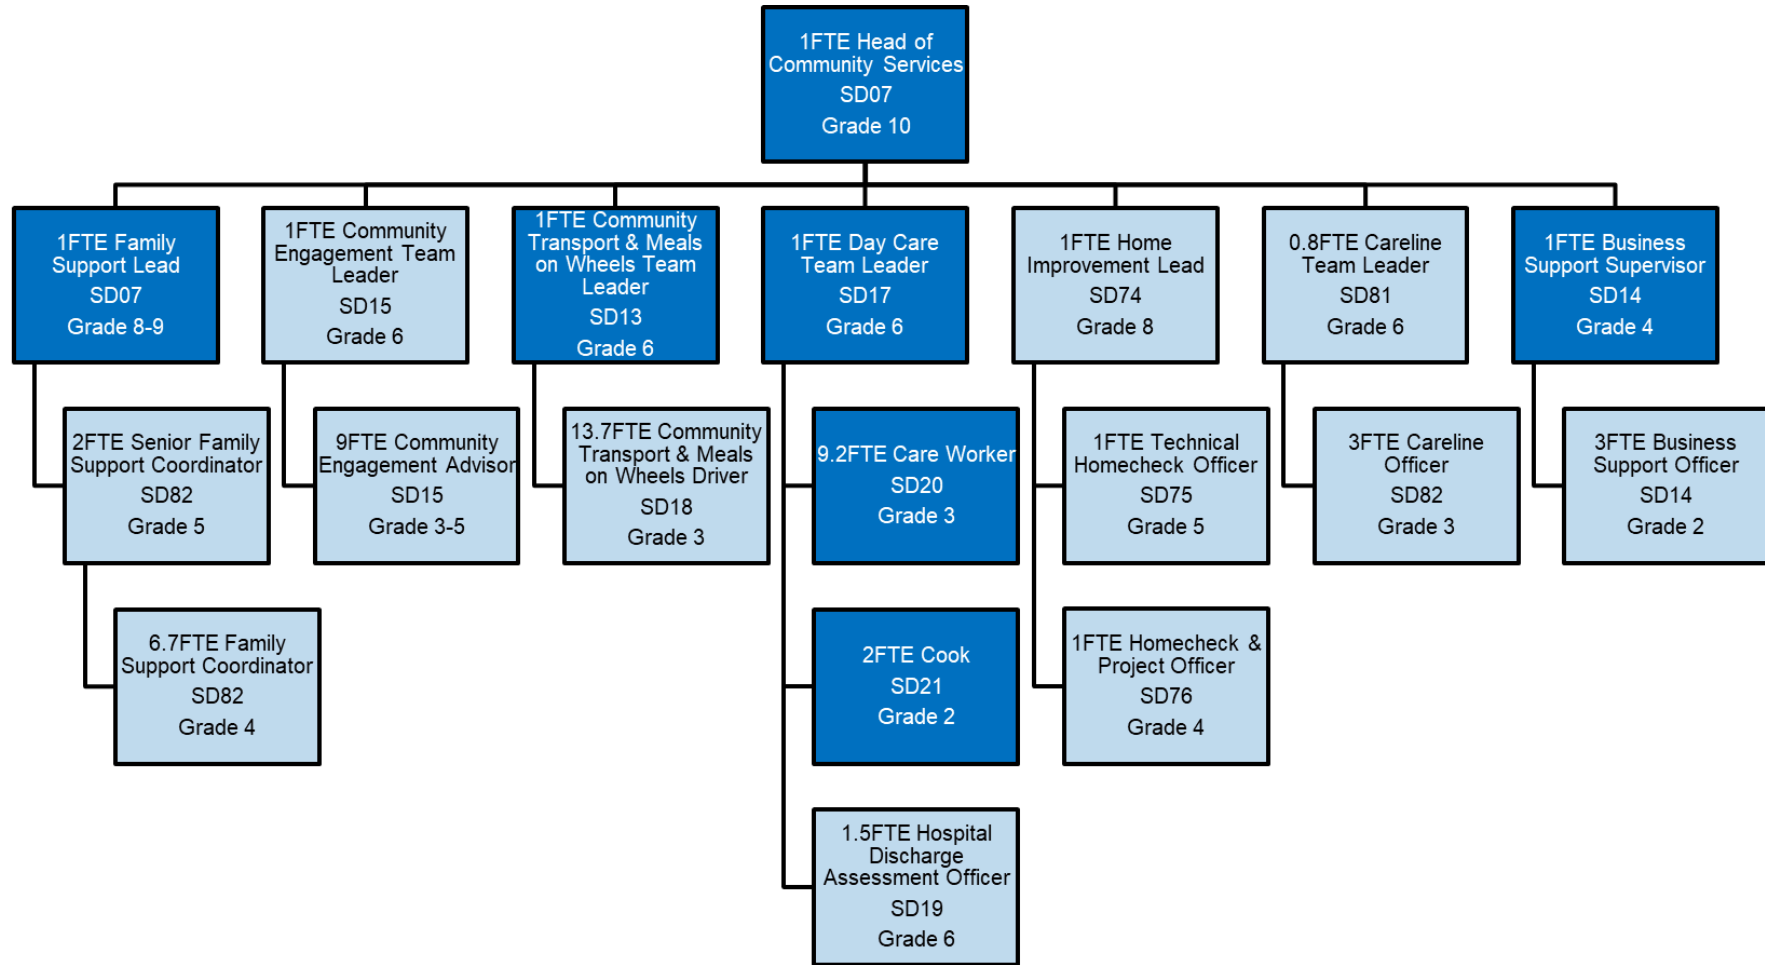 1FTE Head of
Community Services
SD07
Grade 10
1FTE Family
Support Lead
SD07
Grade 8-9
1FTE Community
Engagement Team
Leader
SD15
Grade 6
1FTE Community
Transport & Meals
on Wheels Team
Leader
SD13
Grade 6
1FTE Day Care
Team Leader
SD17
Grade 6
1FTE Home
Improvement Lead
SD74
Grade 8
0.8FTE Careline
Team Leader
SD81
Grade 6
1FTE Business
Support Supervisor
SD14
Grade 4
2FTE Senior Family
Support Coordinator
SD82
Grade 5
9FTE Community
Engagement Advisor
SD15
Grade 3-5
13.7FTE Community
Transport & Meals
on Wheels Driver
SD18
Grade 3
9.2FTE Care Worker
SD20
Grade 3
1FTE Technical
Homecheck Officer
SD75
Grade 5
3FTE Careline
Officer
SD82
Grade 3
3FTE Business
Support Officer
SD14
Grade 2
6.7FTE Family
Support Coordinator
SD82
Grade 4
2FTE Cook
SD21
Grade 2
1FTE Homecheck &
Project Officer
SD76
Grade 4
1.5FTE Hospital
Discharge
Assessment Officer
SD19
Grade 6